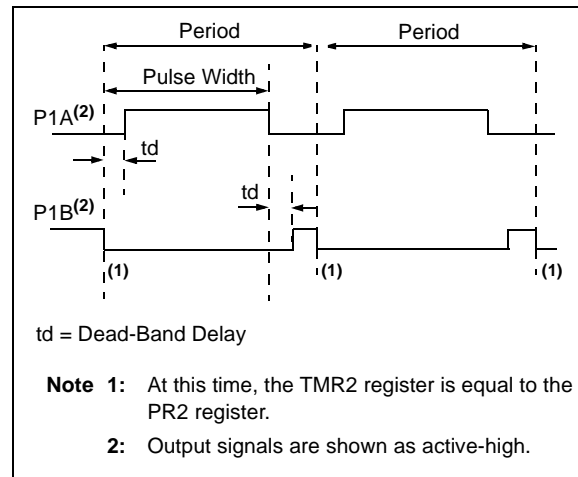 Period Period
Pulse Width
P1A(2)
td
td
P1B(2)
(1) (1) (1)
td = Dead-Band Delay
Note 1: At this time, the TMR2 register is equal to the
PR2 register.
2: Output signals are shown as active-high.